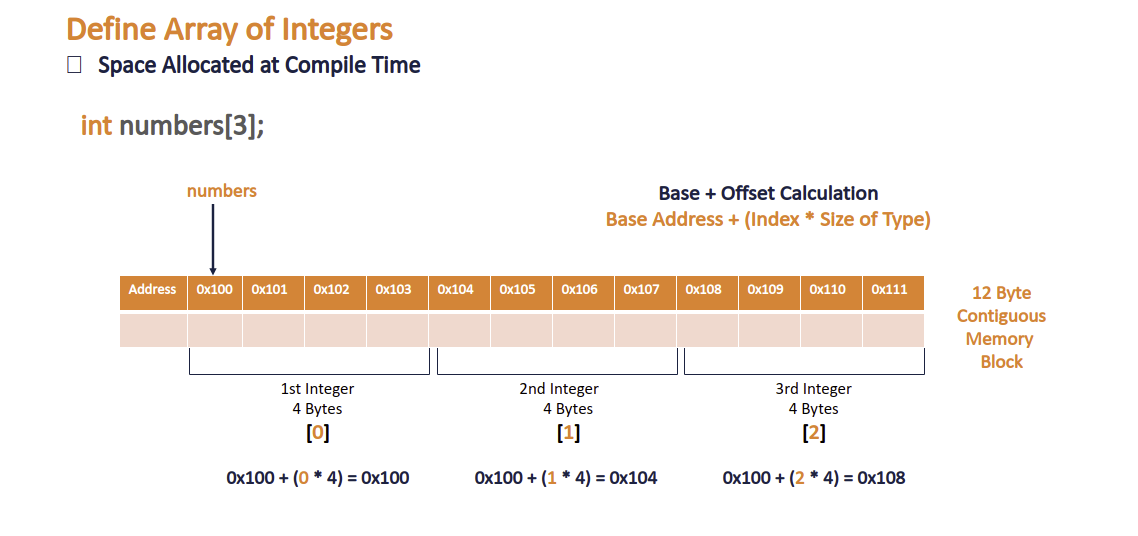 Define Array of Integers
Space Allocated at Compile Time
int numbers[3];
numbers
Base + Offset Calculation
Base Address + (Index * Size of Type)
Address 0x100 0x101 0x102 0x103 0x104 0x105 0x106 0x107 0x108 0x109 0x110 0x111
12 Byte
Contiguous
Memory
Block
1st Integer
4 Bytes
[0]
2nd Integer
4 Bytes
[1]
3rd Integer
4 Bytes
[2]
0x100 + (0 * 4) = 0x100
0x100 + (1 * 4) = 0x104
0x100 + (2 * 4) = 0x108